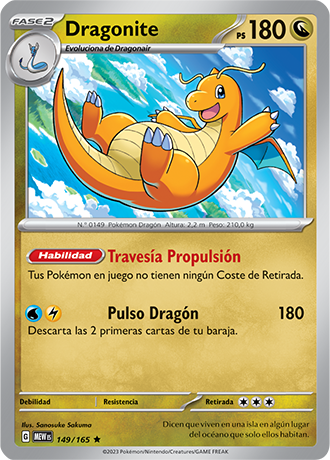 FASE 2 Dragonite PS 180
Evoluciona de Dragonair
N.º 0149 Pokémon Dragón Altura: 2,2 m Peso: 210,0 kg
Habilidad Travesía Propulsión
Tus Pokémon en juego no tienen ningún Coste de Retirada.
Pulso Dragón 180
Descarta las 2 primeras cartas de tu baraja.
Debilidad Resistencia Retirada
Ilus. Sanosuke Sakuma
G MEW ES 149/165
Dicen que viven en una isla en algún lugar
del océano que solo ellos habitan.
©2023 Pokémon/Nintendo/Creatures/GAME FREAK